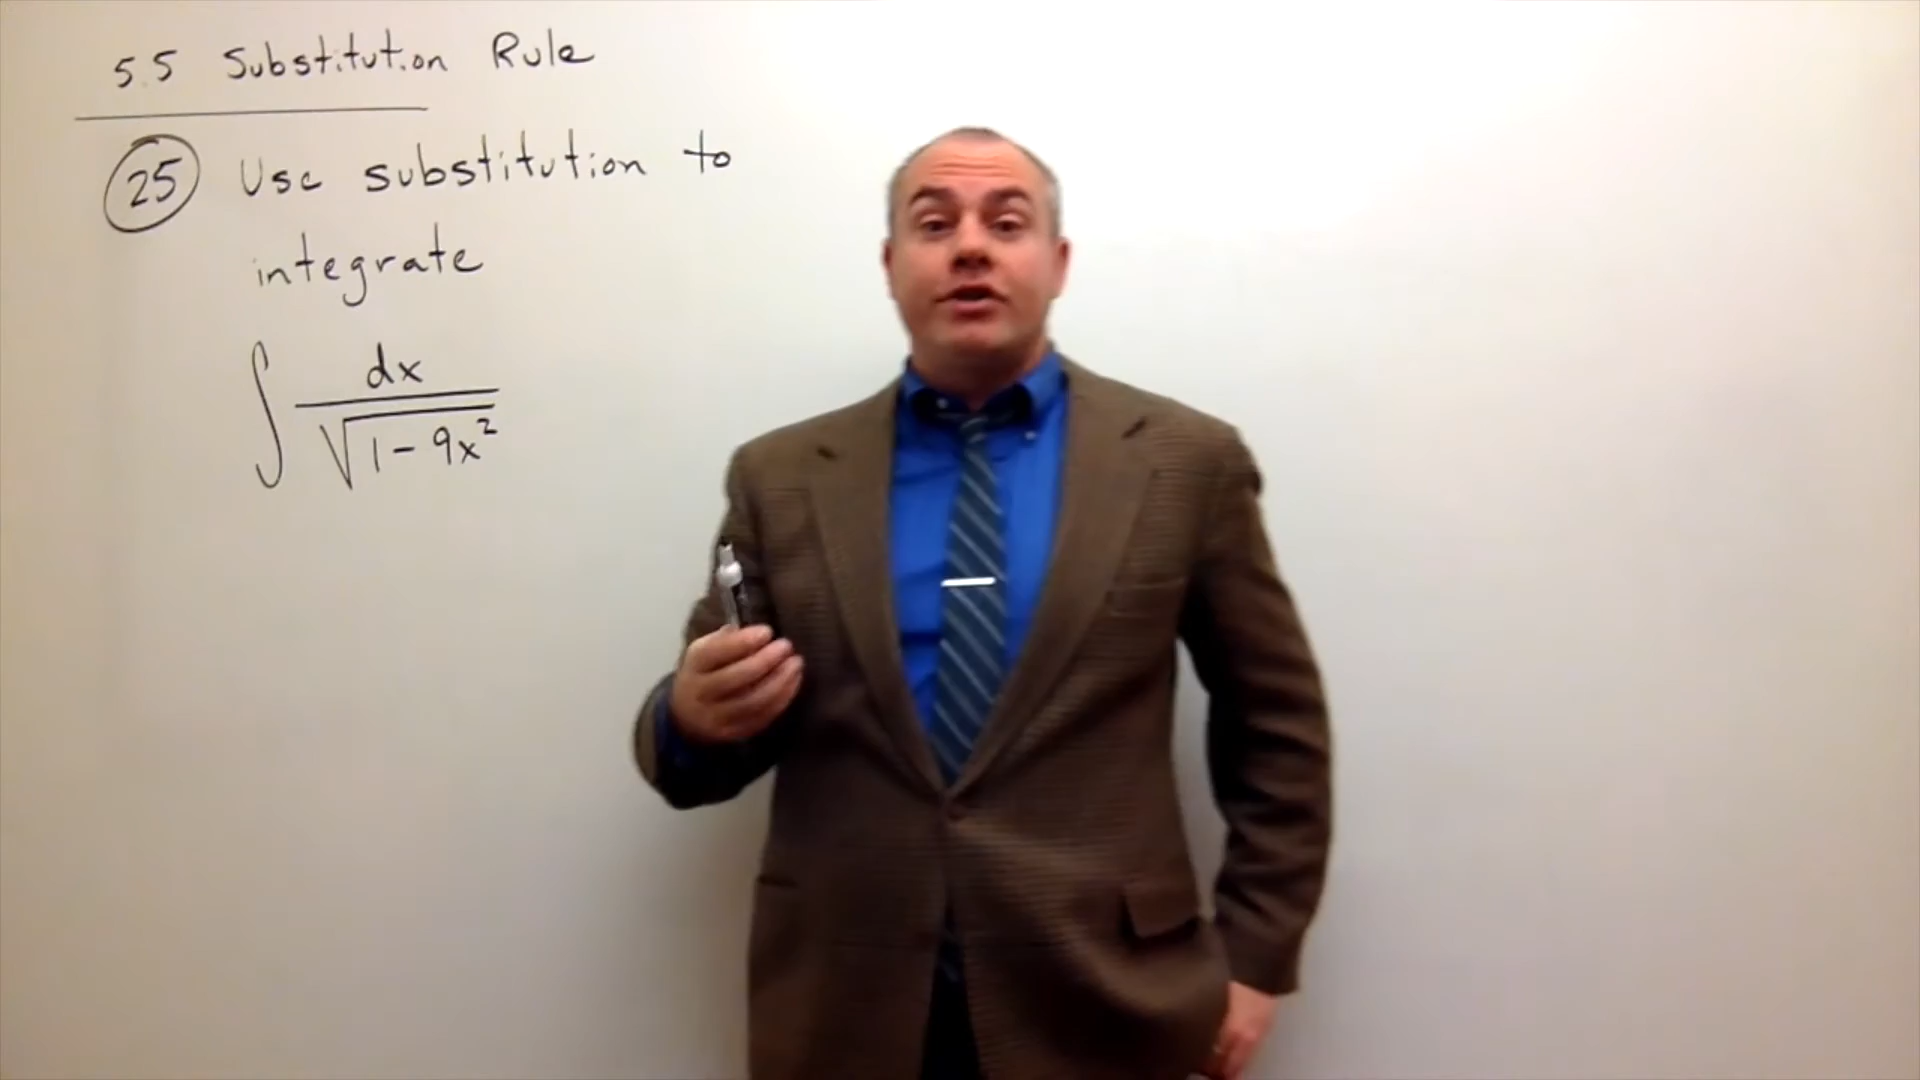 5.5 Substitution Rule
25 Use substitution to
integrate
∫ dx
√1-9x²